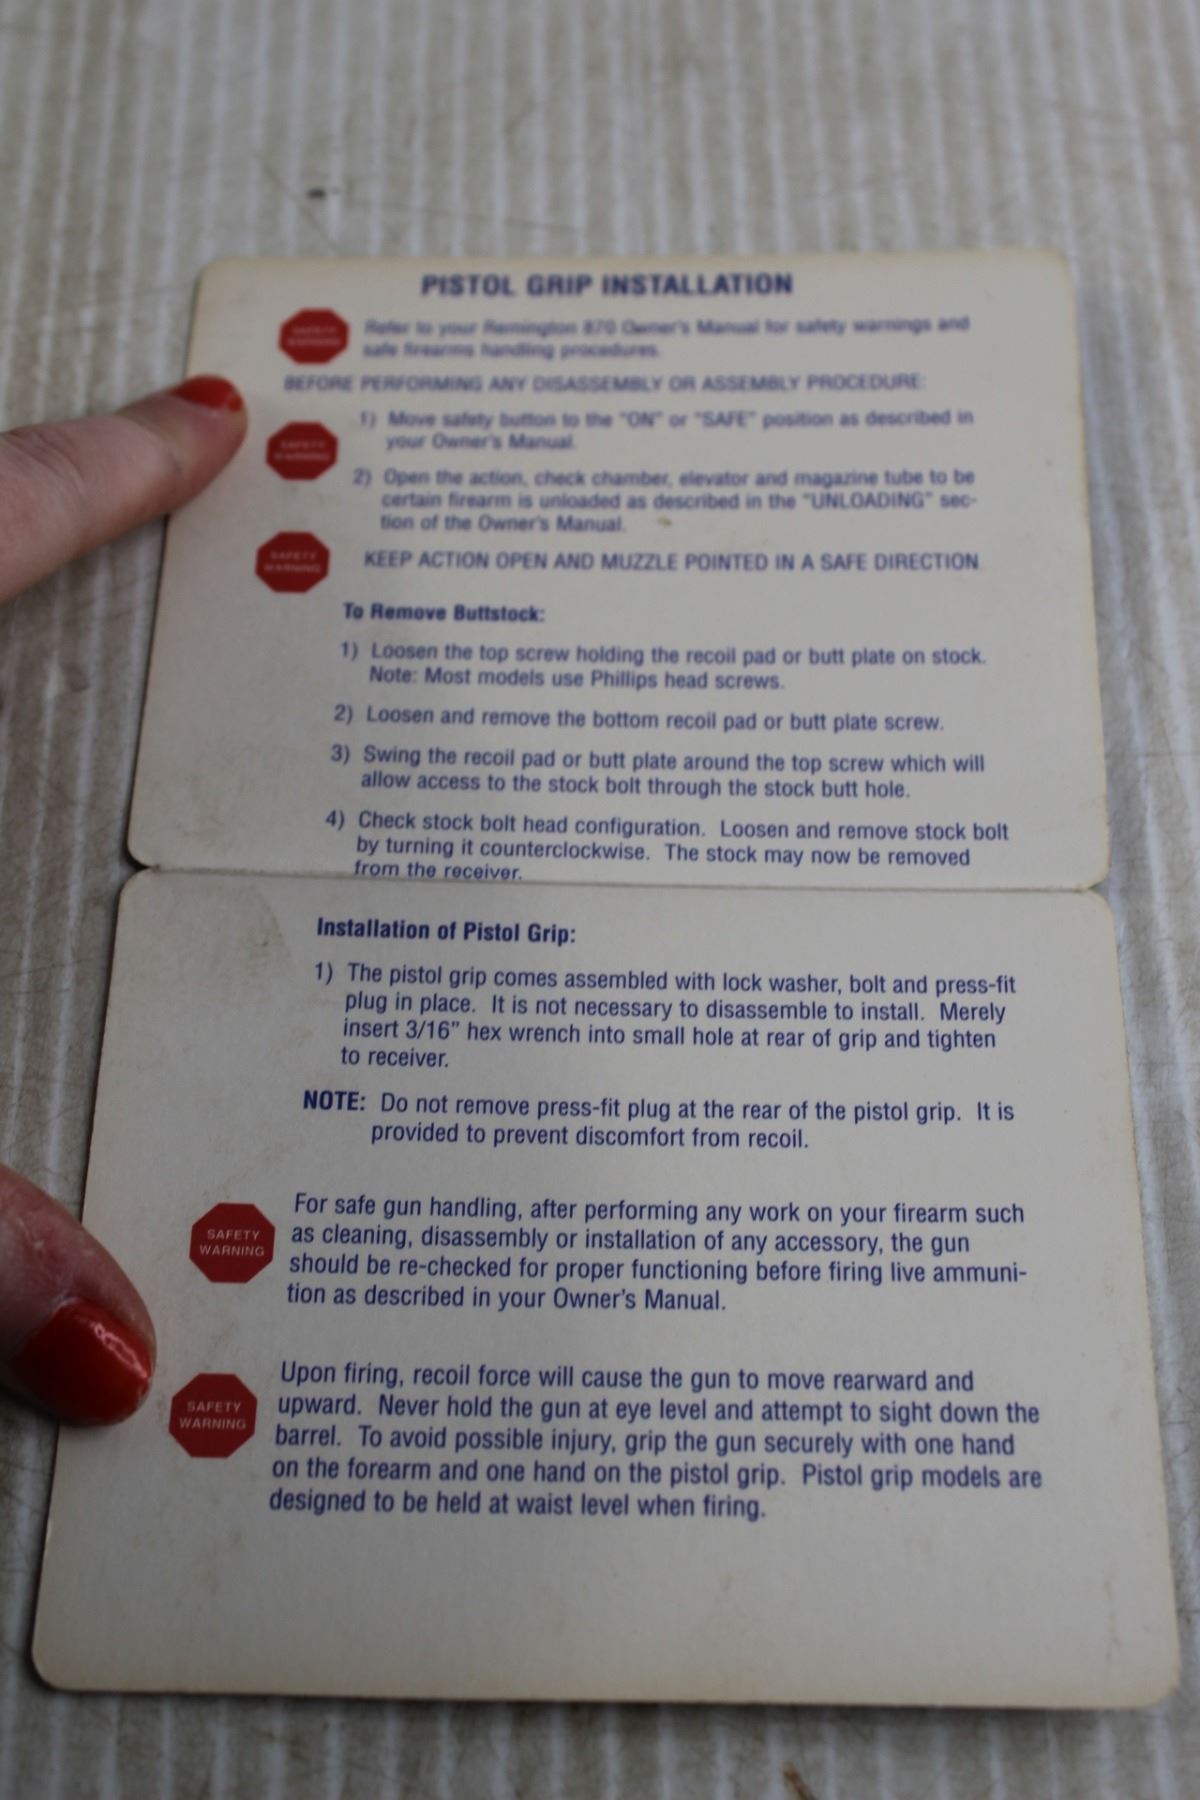 PISTOL GRIP INSTALLATION
SAFETY
WARNING
Refer to your Remington 870 Owner's Manual for safety warnings and
safe firearms handling procedures.
BEFORE PERFORMING ANY DISASSEMBLY OR ASSEMBLY PROCEDURE:
SAFETY
WARNING
1) Move safety button to the "ON" or "SAFE" position as described in
your Owner's Manual.
2) Open the action, check chamber, elevator and magazine tube to be
certain firearm is unloaded as described in the "UNLOADING" sec-
tion of the Owner's Manual.
SAFETY
WARNING
KEEP ACTION OPEN AND MUZZLE POINTED IN A SAFE DIRECTION
To Remove Buttstock:
1) Loosen the top screw holding the recoil pad or butt plate on stock.
Note: Most models use Phillips head screws.
2) Loosen and remove the bottom recoil pad or butt plate screw.
3) Swing the recoil pad or butt plate around the top screw which will
allow access to the stock bolt through the stock butt hole.
4) Check stock bolt head configuration. Loosen and remove stock bolt
by turning it counterclockwise. The stock may now be removed
from the receiver.
Installation of Pistol Grip:
1) The pistol grip comes assembled with lock washer, bolt and press-fit
plug in place. It is not necessary to disassemble to install. Merely
insert 3/16" hex wrench into small hole at rear of grip and tighten
to receiver.
NOTE: Do not remove press-fit plug at the rear of the pistol grip. It is
provided to prevent discomfort from recoil.
SAFETY
WARNING
For safe gun handling, after performing any work on your firearm such
as cleaning, disassembly or installation of any accessory, the gun
should be re-checked for proper functioning before firing live ammuni-
tion as described in your Owner's Manual.
SAFETY
WARNING
Upon firing, recoil force will cause the gun to move rearward and
upward. Never hold the gun at eye level and attempt to sight down the
barrel. To avoid possible injury, grip the gun securely with one hand
on the forearm and one hand on the pistol grip. Pistol grip models are
designed to be held at waist level when firing.